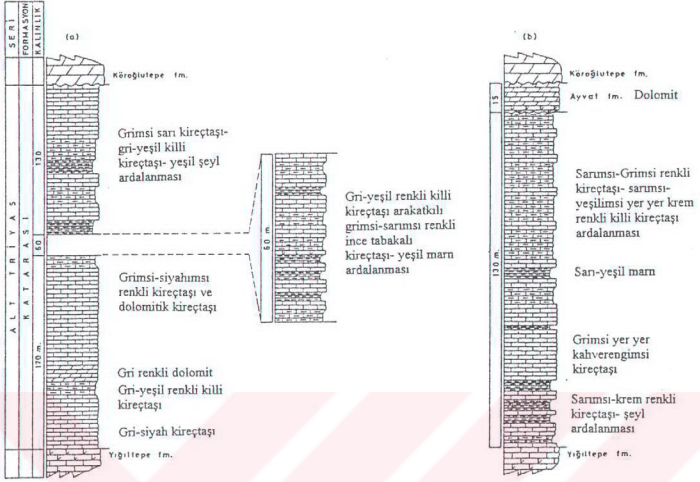 SERİ
FORMASYON
KALINLIK
(a)
Köroğlutepe fm.
Grimsi sarı kireçtaşı-
gri-yeşil killi
kireçtaşı- yeşil şeyl
ardalanması
130
60
170 m.
ALT TRİYAS
KATARASI
Grimsi-siyahımsı
renkli kireçtaşı ve
dolomitik kireçtaşı
Gri renkli dolomit
Gri-yeşil renkli killi
kireçtaşı
Gri-siyah kireçtaşı
Yığıltepe fm.
60 m.
Gri-yeşil renkli killi
kireçtaşı arakatkılı
grimsi-sarımsı renkli
ince tabakalı
kireçtaşı- yeşil marn
ardalanması
(b)
Köroğlutepe fm.
15
Ayvat fm. Dolomit
130 m.
Sarımsı-Grimsi renkli
kireçtaşı- sarımsı-
yeşilimsi yer yer krem
renkli killi kireçtaşı
ardalanması
Sarı-yeşil marn
Grimsi yer yer
kahverengimsi
kireçtaşı
Sarımsı-krem renkli
kireçtaşı- şeyl
ardalanması
Yığıltepe fm.